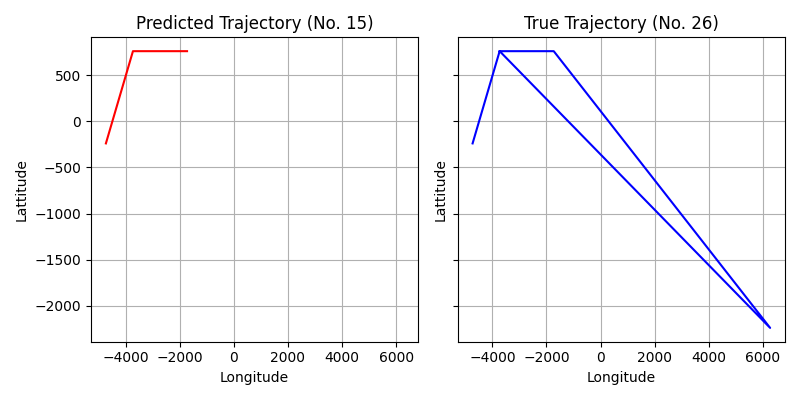 Predicted Trajectory (No. 15)
True Trajectory (No. 26)
Lattitude
500
0
−500
−1000
−1500
−2000
−4000 −2000 0 2000 4000 6000
Longitude
Lattitude
−4000 −2000 0 2000 4000 6000
Longitude